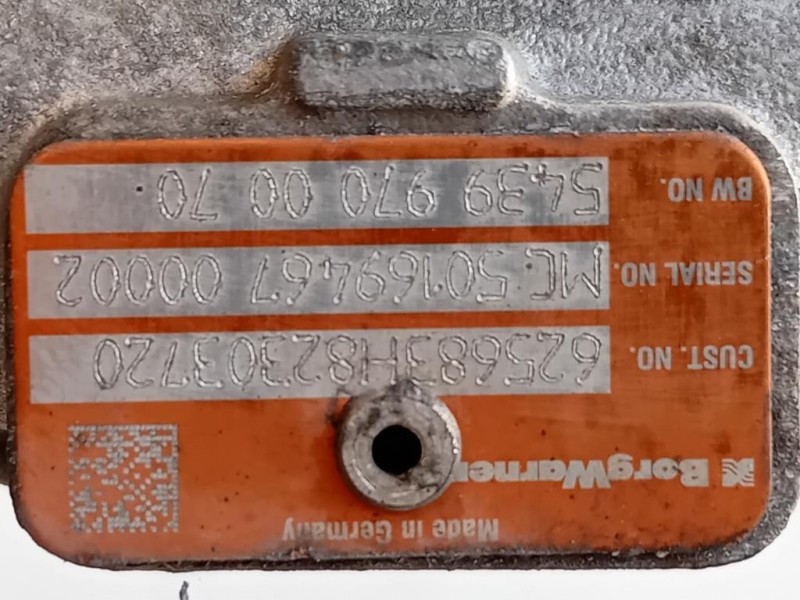 Made in Germany
BorgWarner
CUST. NO. 625683H82303720
SERIAL NO. MC 50169467 00002
BW NO. 5439 970 00 70